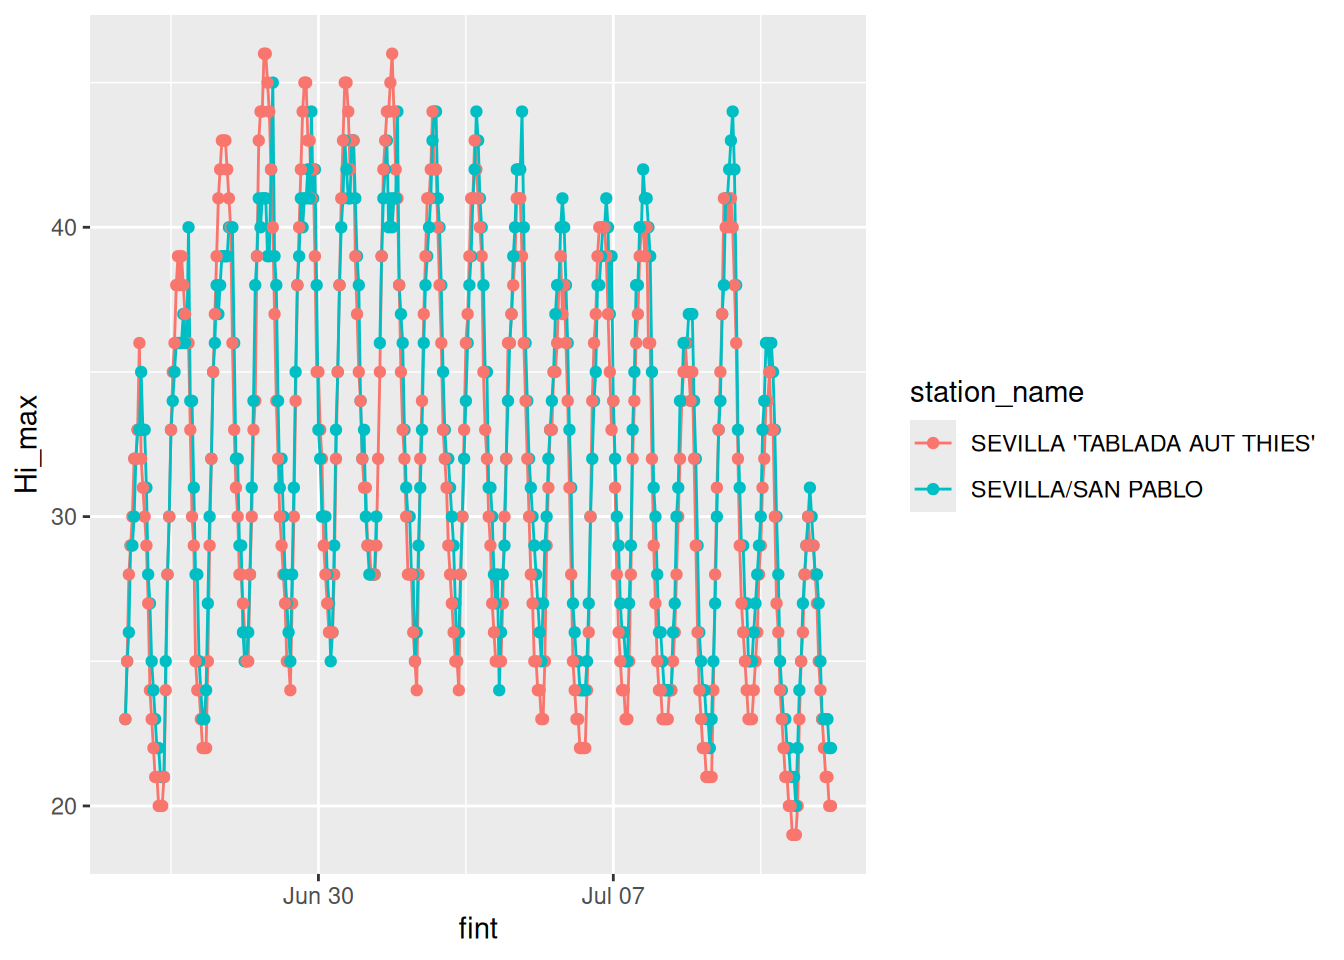 Hi_max
40
30
20
Jun 30
Jul 07
fint
station_name
SEVILLA 'TABLADA AUT THIES'
SEVILLA/SAN PABLO